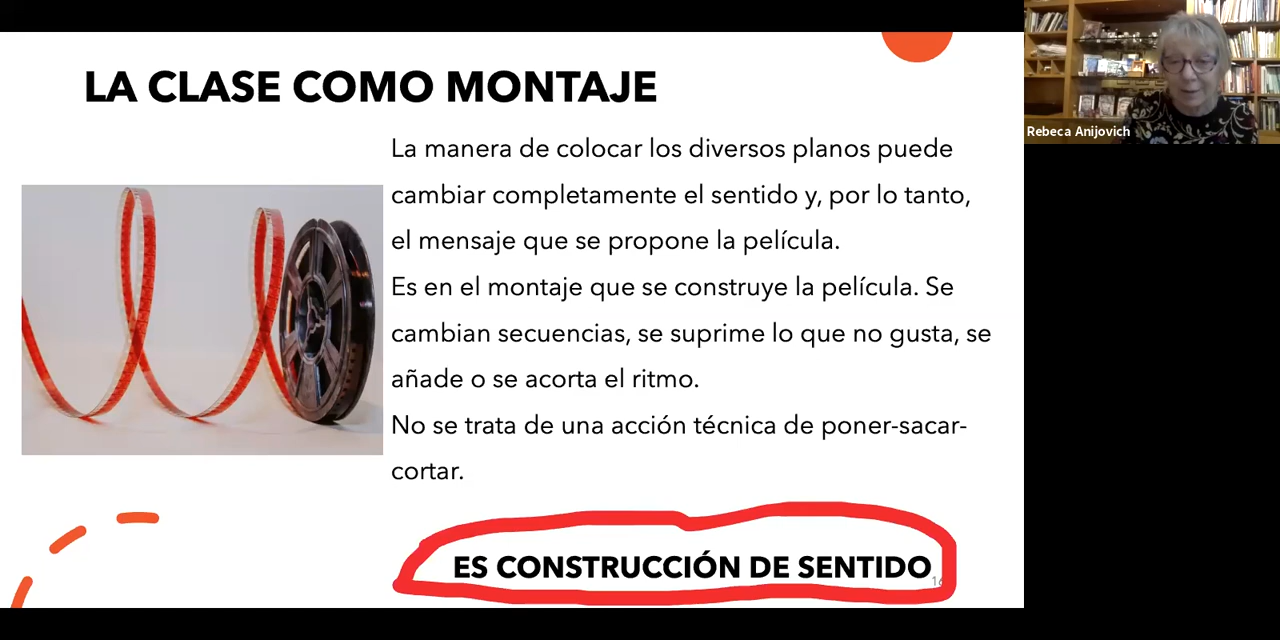 LA CLASE COMO MONTAJE
La manera de colocar los diversos planos puede
cambiar completamente el sentido y, por lo tanto,
el mensaje que se propone la película.
Es en el montaje que se construye la película. Se
cambian secuencias, se suprime lo que no gusta, se
añade o se acorta el ritmo.
No se trata de una acción técnica de poner-sacar-
cortar.
ES CONSTRUCCIÓN DE SENTIDO
Rebeca Anijovich